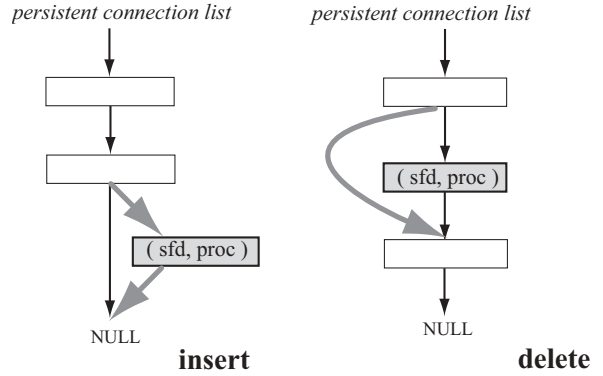 persistent connection list
( sfd, proc )
NULL
insert
persistent connection list
( sfd, proc )
NULL
delete